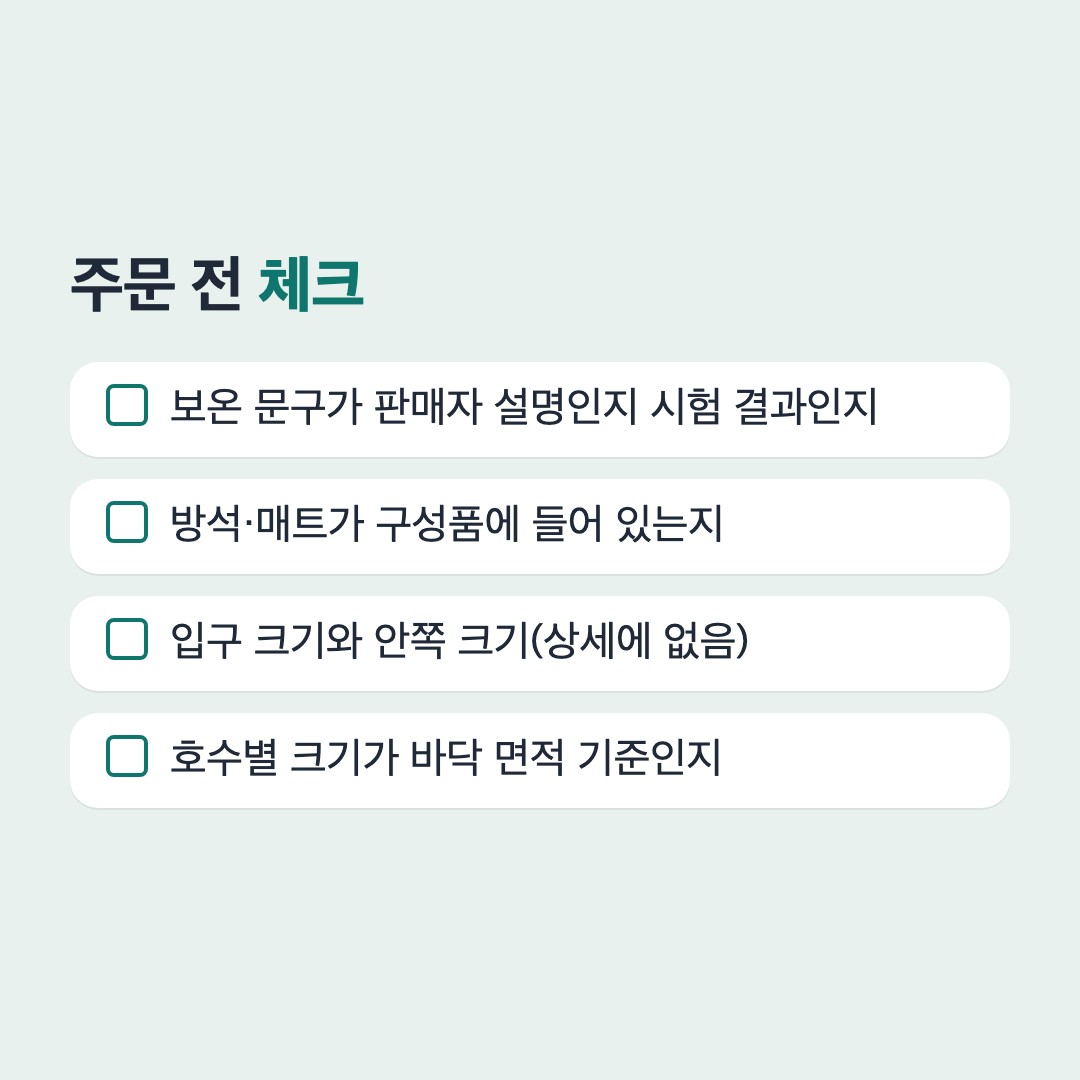 주문 전 체크
보온 문구가 판매자 설명인지 시험 결과인지
방석·매트가 구성품에 들어 있는지
입구 크기와 안쪽 크기(상세에 없음)
호수별 크기가 바닥 면적 기준인지